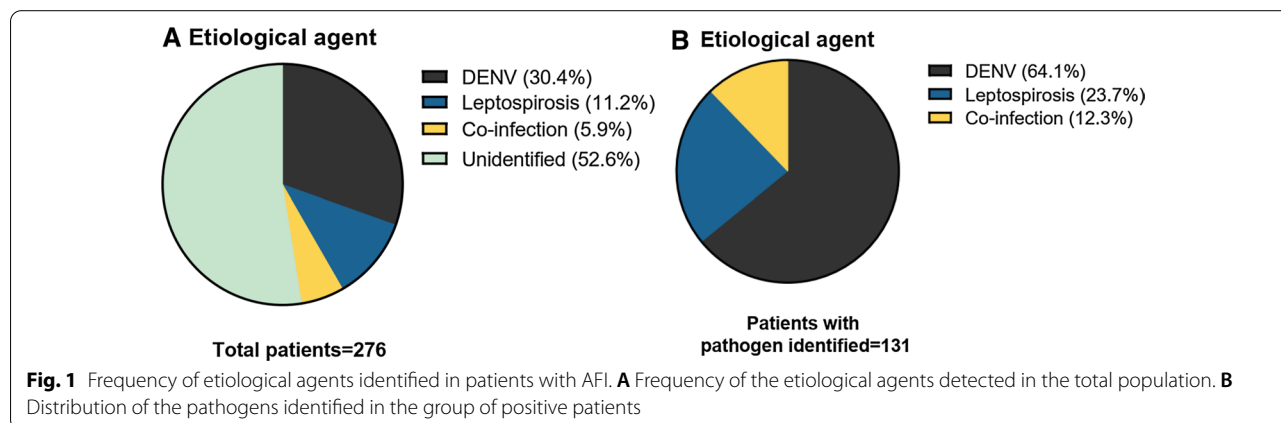 A Etiological agent
DENV (30.4%)
Leptospirosis (11.2%)
Co-infection (5.9%)
Unidentified (52.6%)
Total patients=276
B Etiological agent
DENV (64.1%)
Leptospirosis (23.7%)
Co-infection (12.3%)
Patients with
pathogen identified=131
Fig. 1 Frequency of etiological agents identified in patients with AFI. A Frequency of the etiological agents detected in the total population. B
Distribution of the pathogens identified in the group of positive patients